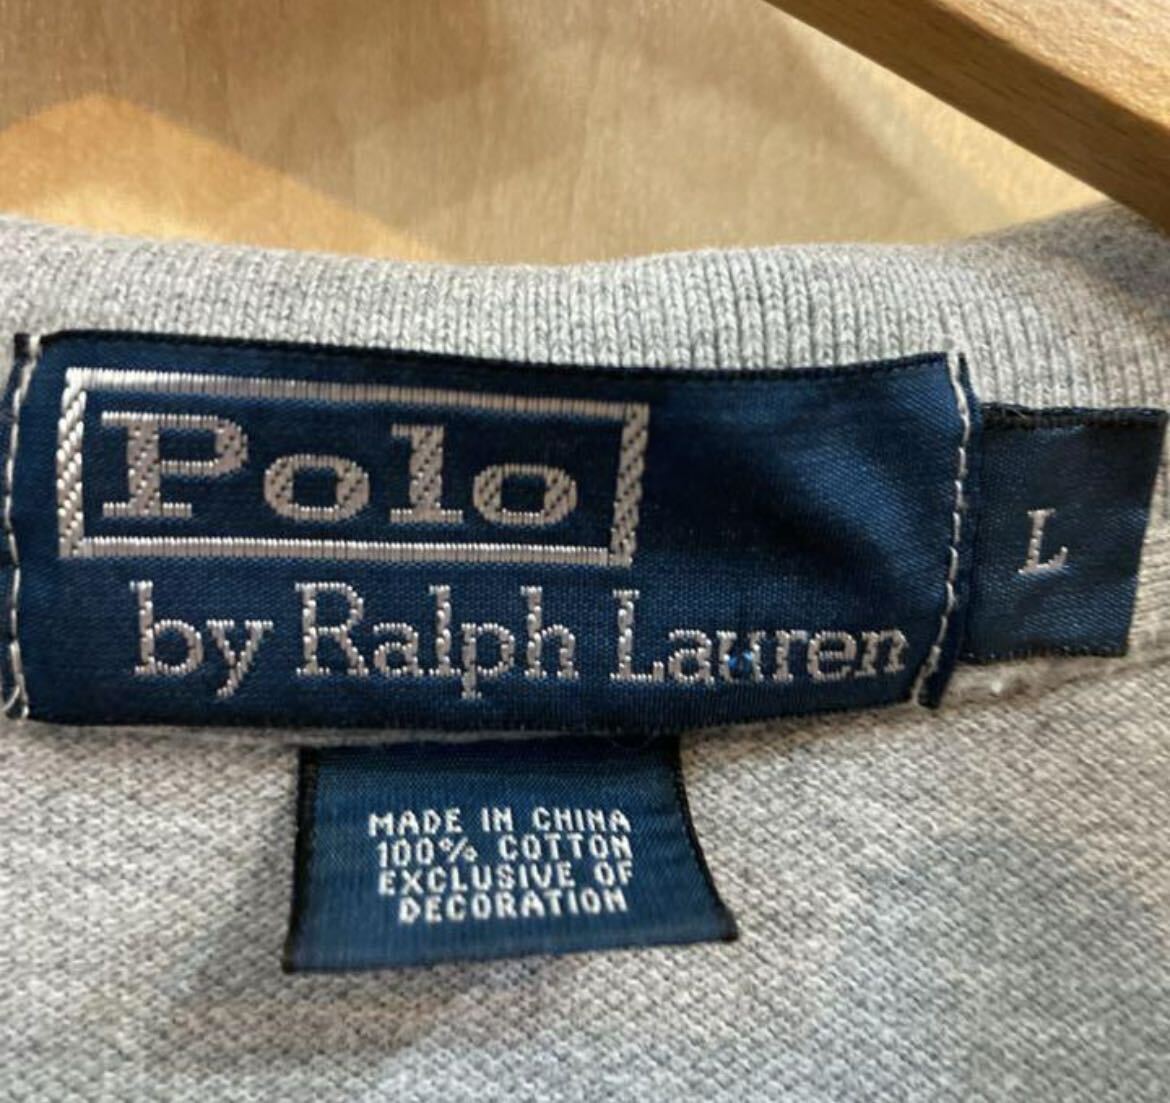 Polo
by Ralph Lauren
L
MADE IN CHINA
100% COTTON
EXCLUSIVE OF
DECORATION